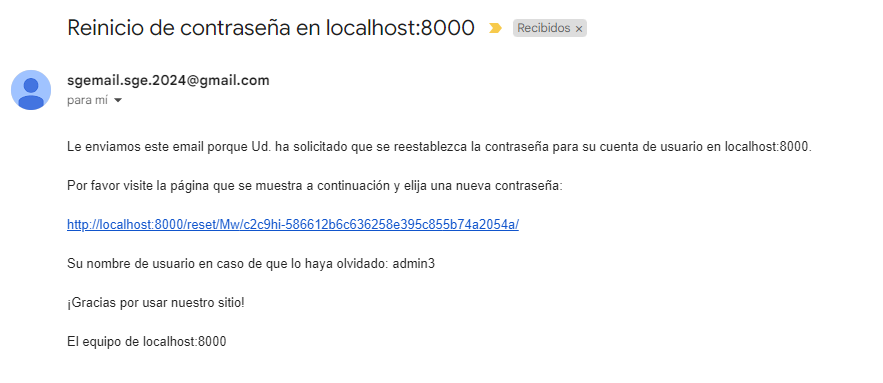 Reinicio de contraseña en localhost:8000 Recibidos ×
sgemail.sge.2024@gmail.com
para mí
Le enviamos este email porque Ud. ha solicitado que se reestablezca la contraseña para su cuenta de usuario en localhost:8000.
Por favor visite la página que se muestra a continuación y elija una nueva contraseña:
http://localhost:8000/reset/Mw/c2c9hi-586612b6c636258e395c855b74a2054a/
Su nombre de usuario en caso de que lo haya olvidado: admin3
¡Gracias por usar nuestro sitio!
El equipo de localhost:8000